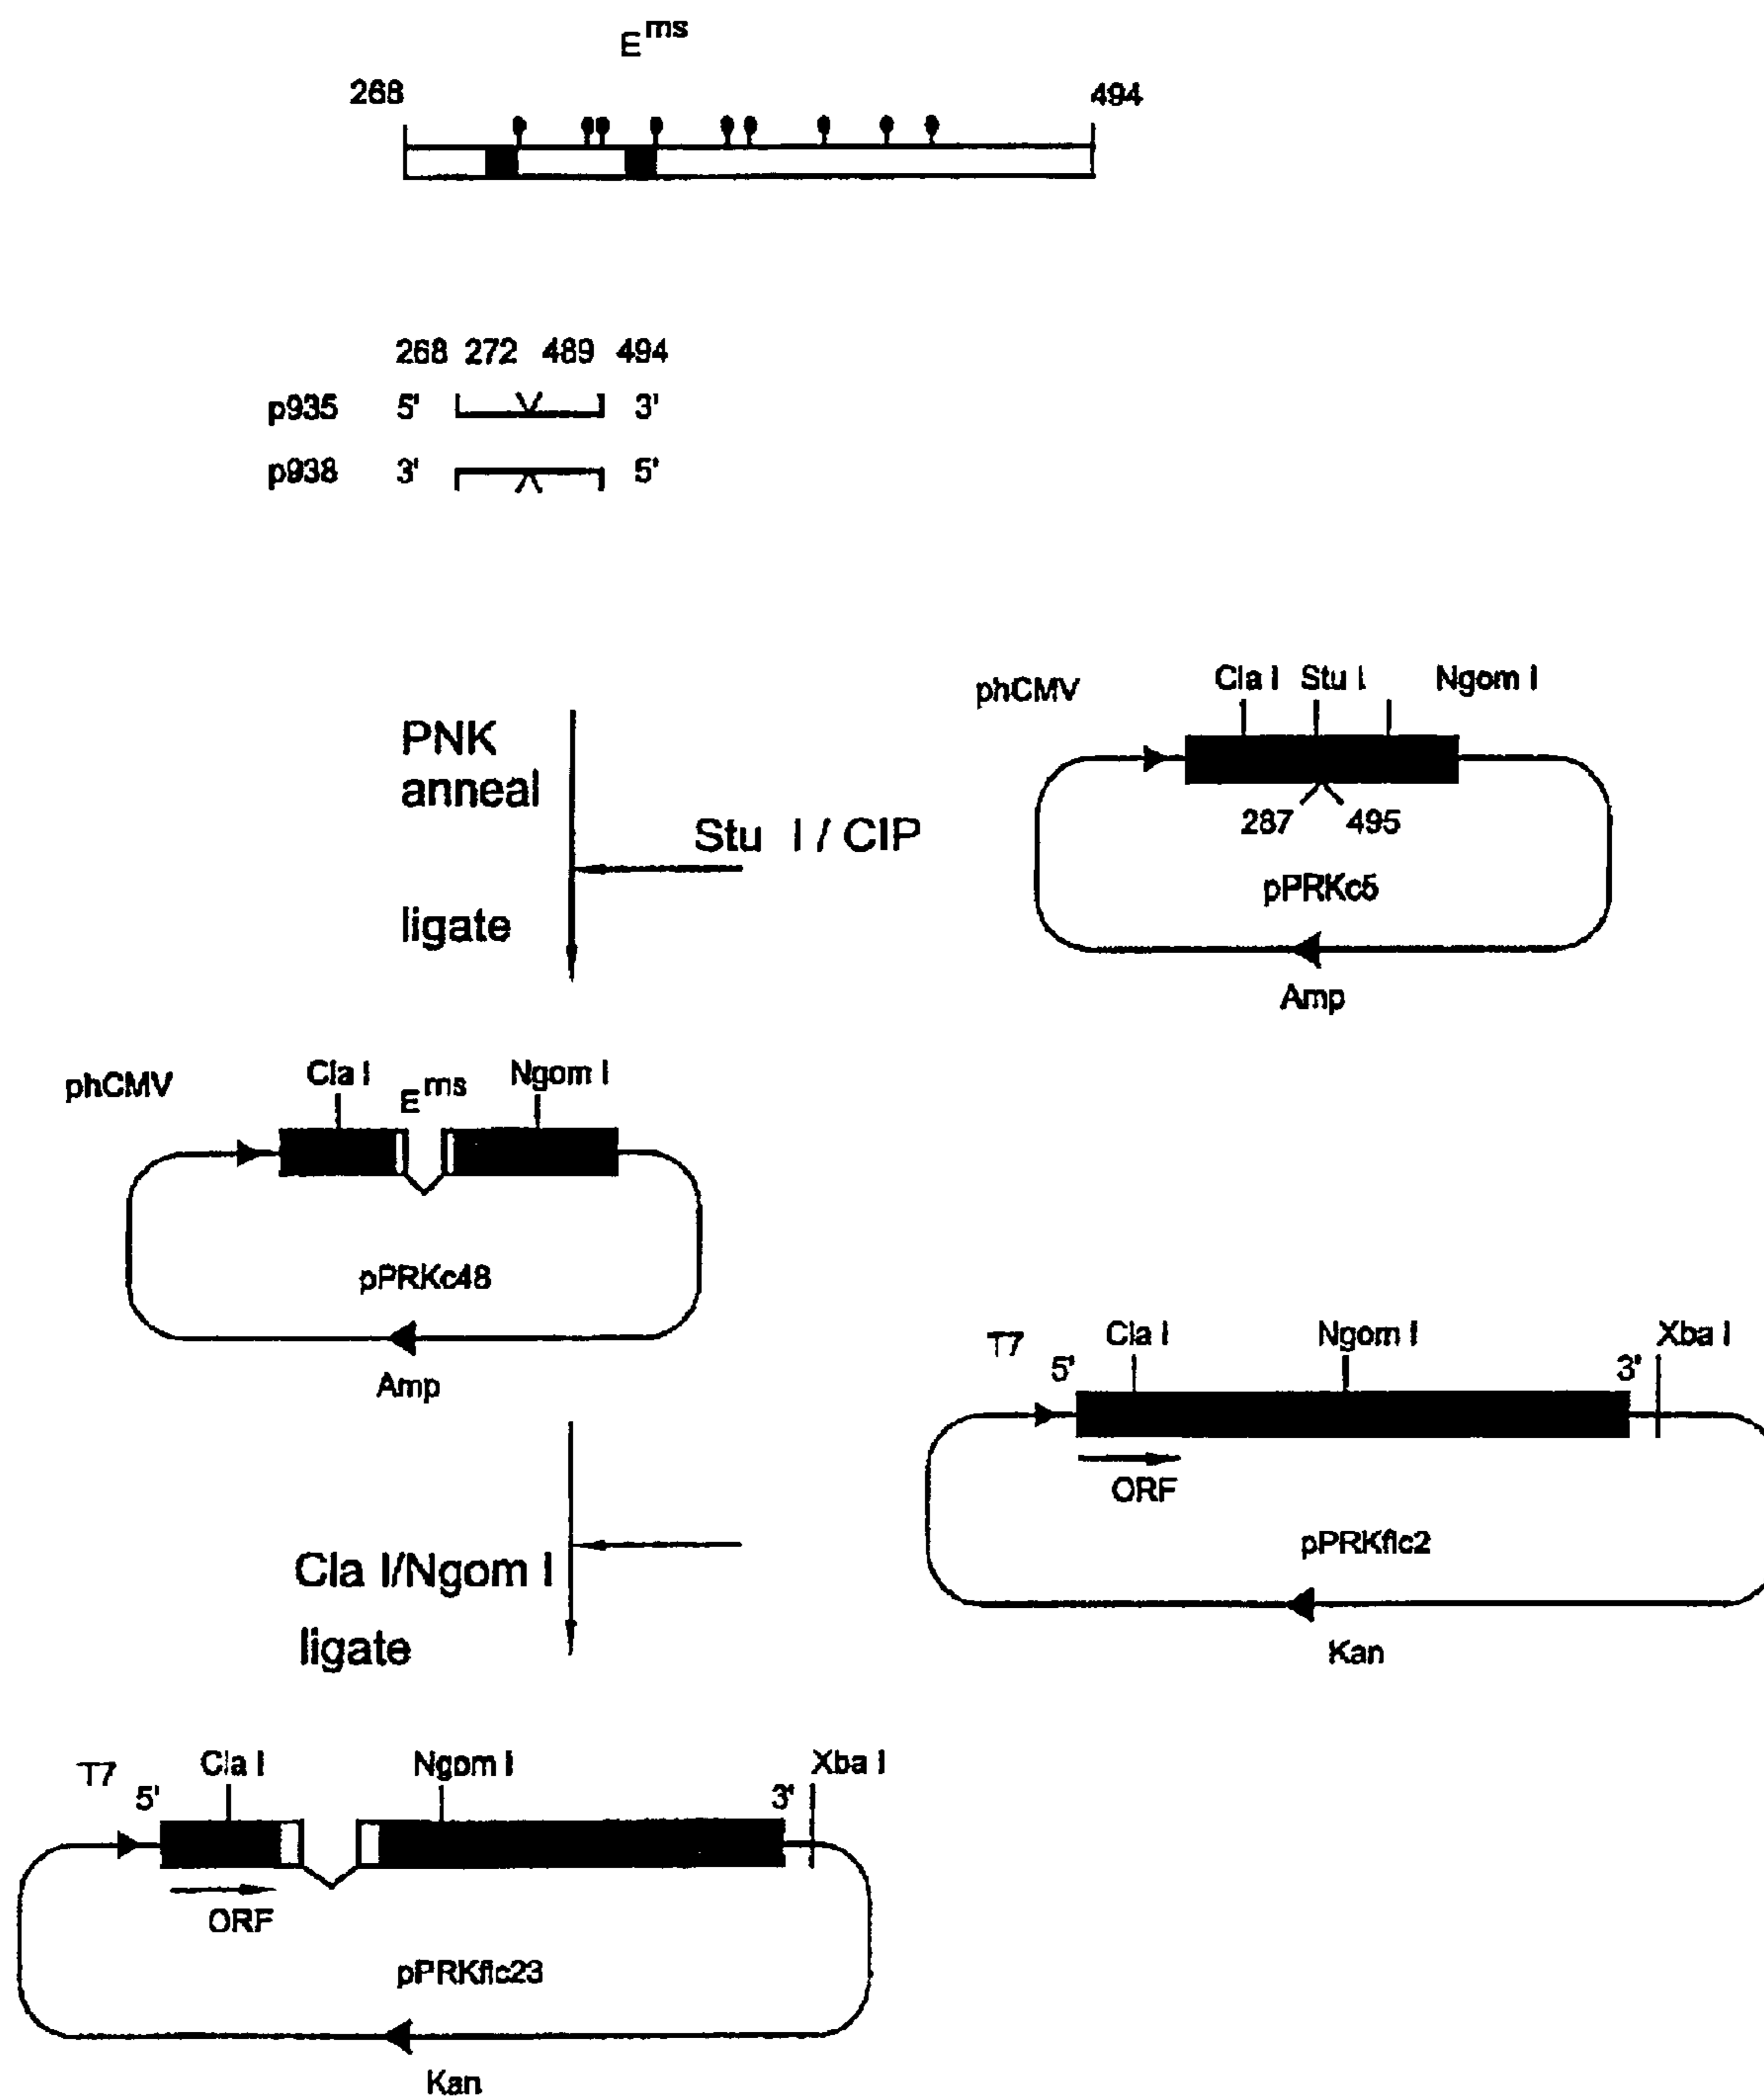 E^rns
268 494
268 272 489 494
p935 5' 3'
p938 3' 5'
phCMV Cla I Stu I Ngom I
PNK
anneal
287 495
Stu I / CIP
pPRKc5
ligate
Amp
phCMV Cla I E^rns Ngom I
pPRKc48
Amp
T7 5' Cla I Ngom I 3' Xba I
ORF
pPRKflc2
Cla I/Ngom I
ligate
Kan
T7 5' Cla I Ngom I 3' Xba I
ORF
pPRKflc23
Kan